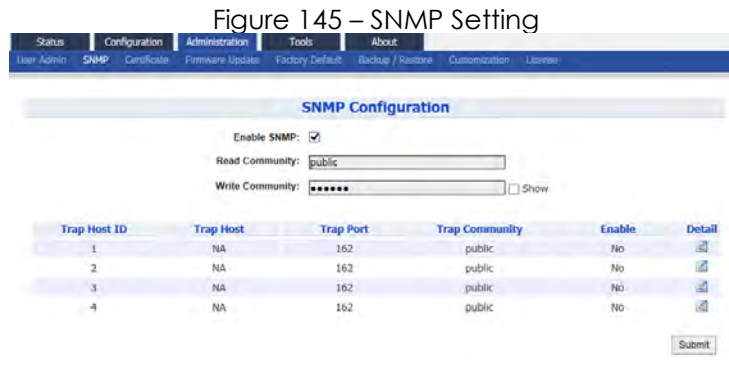 Figure 145 – SNMP Setting
Status Configuration Administration Tools About
User Admin SNMP Certificate Firmware Update Factory Default Backup / Restore Customization License
SNMP Configuration
Enable SNMP:
Read Community: public
Write Community: •••••• Show
Trap Host ID Trap Host Trap Port Trap Community Enable Detail
1 NA 162 public No
2 NA 162 public No
3 NA 162 public No
4 NA 162 public No
Submit